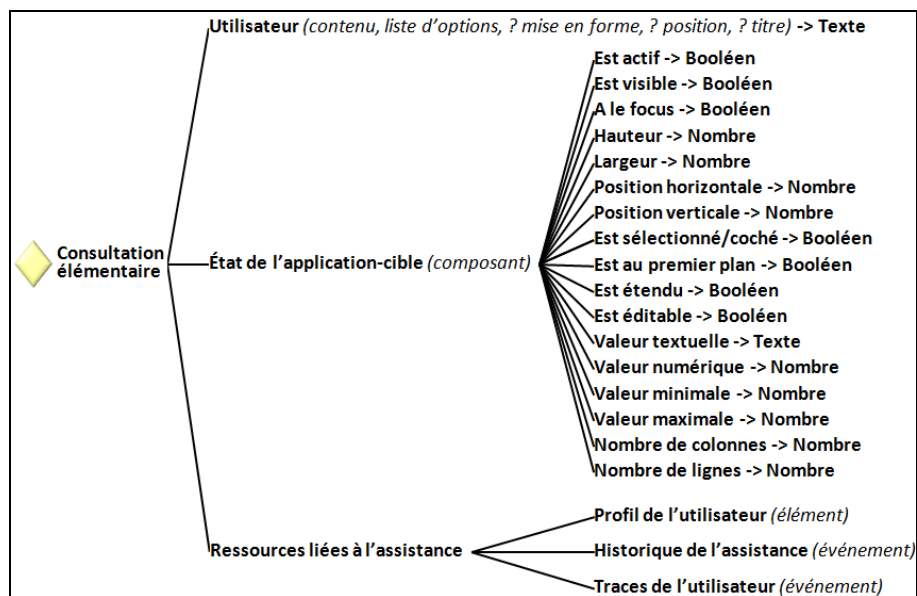 Utilisateur (contenu, liste d'options, ? mise en forme, ? position, ? titre) -> Texte
Est actif -> Booléen
Est visible -> Booléen
A le focus -> Booléen
Hauteur -> Nombre
Largeur -> Nombre
Position horizontale -> Nombre
Position verticale -> Nombre
Est sélectionné/coché -> Booléen
Consultation
élémentaire
État de l'application-cible (composant)
Est au premier plan -> Booléen
Est étendu -> Booléen
Est éditable -> Booléen
Valeur textuelle -> Texte
Valeur numérique -> Nombre
Valeur minimale -> Nombre
Valeur maximale -> Nombre
Nombre de colonnes -> Nombre
Nombre de lignes -> Nombre
Profil de l'utilisateur (élément)
Ressources liées à l'assistance
Historique de l'assistance (événement)
Traces de l'utilisateur (événement)